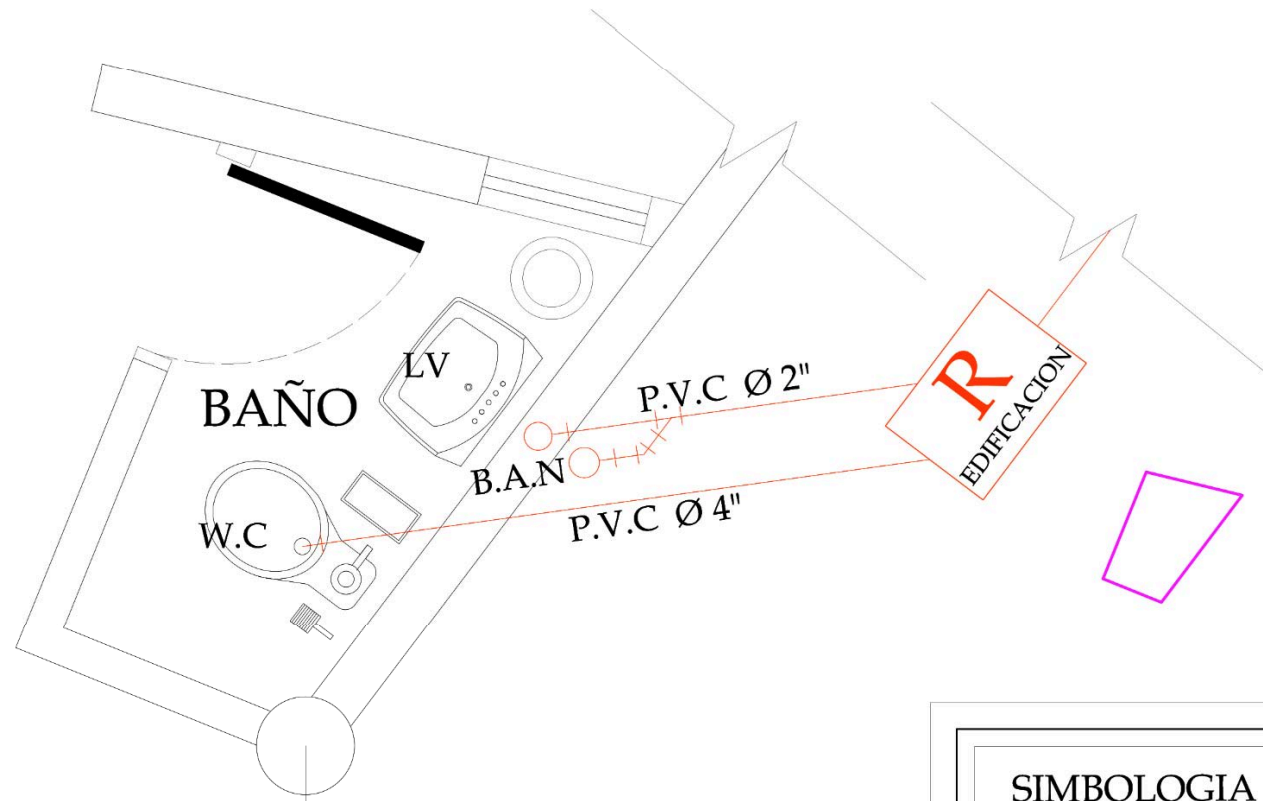 LV
BAÑO
P.V.C Ø 2"
R
EDIFICACION
B.A.N
W.C
P.V.C Ø 4"
SIMBOLOGIA